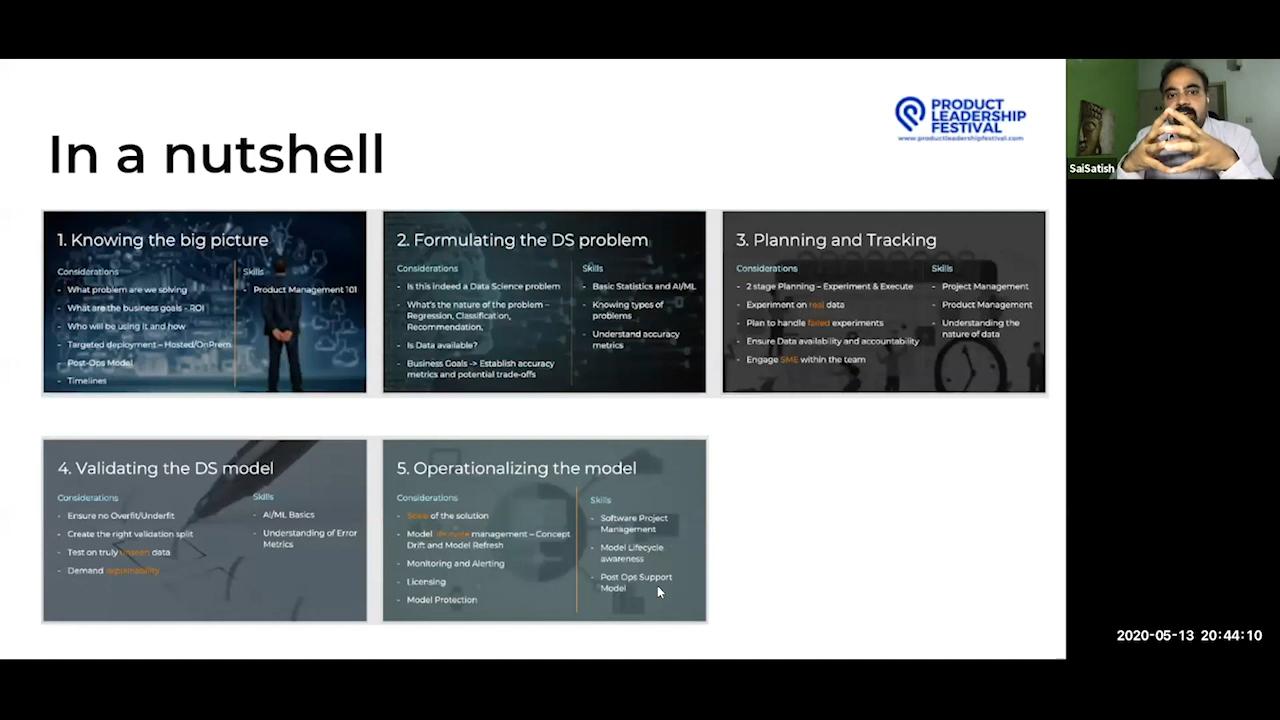 In a nutshell
PRODUCT
LEADERSHIP
FESTIVAL
www.productleadershipfestival.com
SaiSatish
1. Knowing the big picture
Considerations
- What problem are we solving
- What are the business goals - ROI
- Who will be using it and how
- Targeted deployment – Hosted/OnPrem
- Post-Ops Model
- Timelines
Skills
- Product Management 101
2. Formulating the DS problem
Considerations
- Is this indeed a Data Science problem
- What's the nature of the problem –
Regression, Classification,
Recommendation,
- Is Data available?
- Business Goals -> Establish accuracy
metrics and potential trade-offs
Skills
- Basic Statistics and AI/ML
- Knowing types of
problems
- Understand accuracy
metrics
3. Planning and Tracking
Considerations
- 2 stage Planning – Experiment & Execute
- Experiment on real data
- Plan to handle failed experiments
- Ensure Data availability and accountability
- Engage SME within the team
Skills
- Project Management
- Product Management
- Understanding the
nature of data
4. Validating the DS model
Considerations
- Ensure no Overfit/Underfit
- Create the right validation split
- Test on truly unseen data
- Demand explainability
Skills
- AI/ML Basics
- Understanding of Error
Metrics
5. Operationalizing the model
Considerations
- Scale of the solution
- Model life cycle management – Concept
Drift and Model Refresh
- Monitoring and Alerting
- Licensing
- Model Protection
Skills
- Software Project
Management
- Model Lifecycle
awareness
- Post Ops Support
Model
2020-05-13 20:44:10